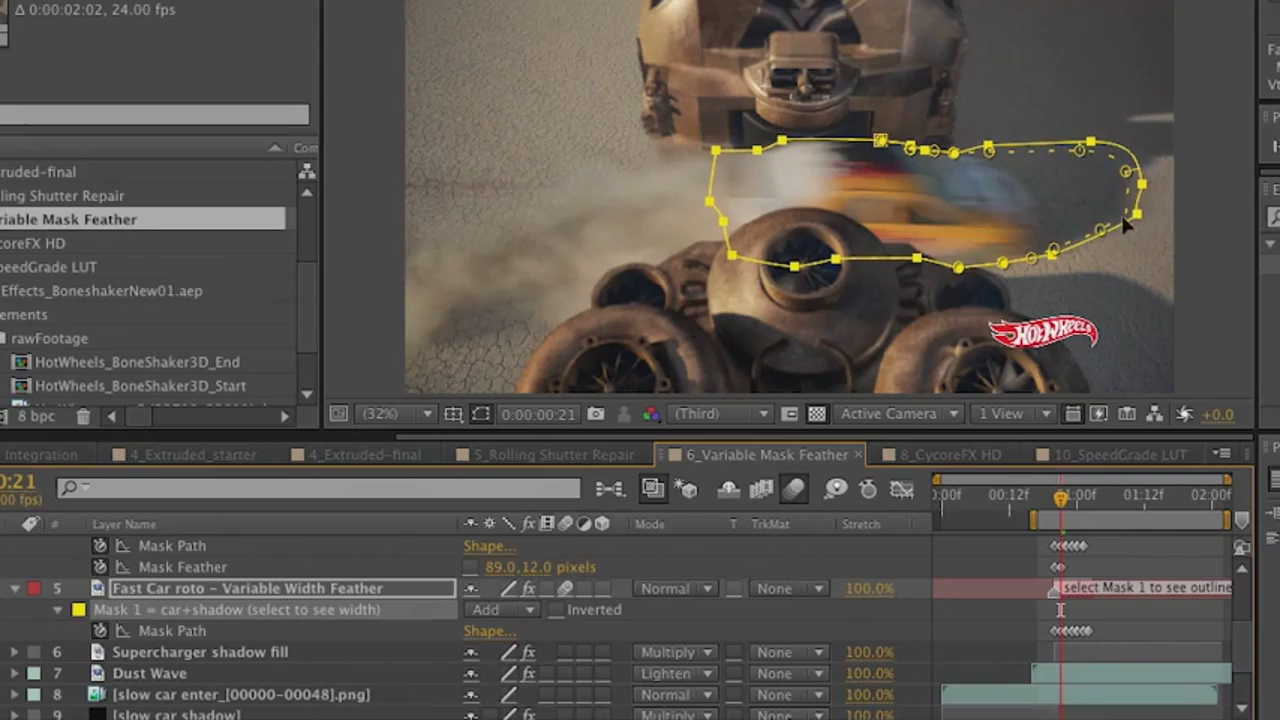 Δ 0:00:02:02, 24.00 fps
Com
ruded-final
lling Shutter Repair
riable Mask Feather
coreFX HD
peedGrade LUT
Effects_BoneshakerNew01.aep
ements
rawFootage
HotWheels_BoneShaker3D_End
HotWheels_BoneShaker3D_Start
8 bpc
HOT WHEELS
(32%)
0:00:00:21
(Third)
Active Camera
1 View
+0.0
Integration
4_Extruded_starter
4_Extruded-final
5_Rolling Shutter Repair
6_Variable Mask Feather ×
8_CycoreFX HD
10_SpeedGrade LUT
0:21
00 fps)
):00f 00:12f 1:00f 01:12f 02:00f
# Layer Name Mode T TrkMat Stretch
Mask Path Shape...
Mask Feather 89.0,12.0 pixels
5 Fast Car roto – Variable Width Feather Normal None 100.0% select Mask 1 to see outline
Mask 1 = car+shadow (select to see width) Add Inverted
Mask Path Shape...
6 Supercharger shadow fill Multiply None 100.0%
7 Dust Wave Lighten None 100.0%
8 [slow car enter_[00000-00048].png] Normal None 100.0%
9 [slow car shadow] Multiply None 100.0%